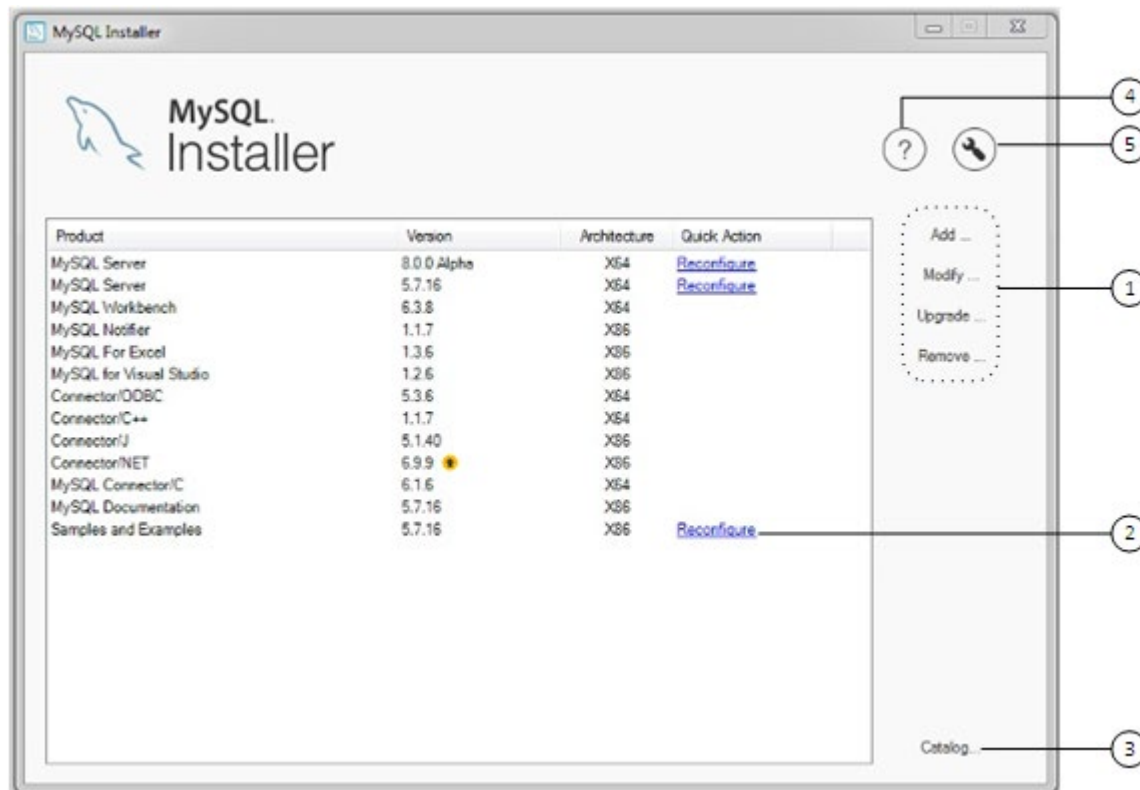 MySQL Installer
MySQL.
Installer
?
4
5
Product Version Architecture Quick Action
MySQL Server 8.0.0 Alpha X64 Reconfigure
MySQL Server 5.7.16 X64 Reconfigure
MySQL Workbench 6.3.8 X64
MySQL Notifier 1.1.7 X86
MySQL For Excel 1.3.6 X86
MySQL for Visual Studio 1.2.6 X86
Connector/ODBC 5.3.6 X64
Connector/C++ 1.1.7 X64
Connector/J 5.1.40 X86
Connector/NET 6.9.9 X86
MySQL Connector/C 6.1.6 X64
MySQL Documentation 5.7.16 X86
Samples and Examples 5.7.16 X86 Reconfigure
Add ...
Modify ...
Upgrade ...
Remove ...
1
2
Catalog...
3